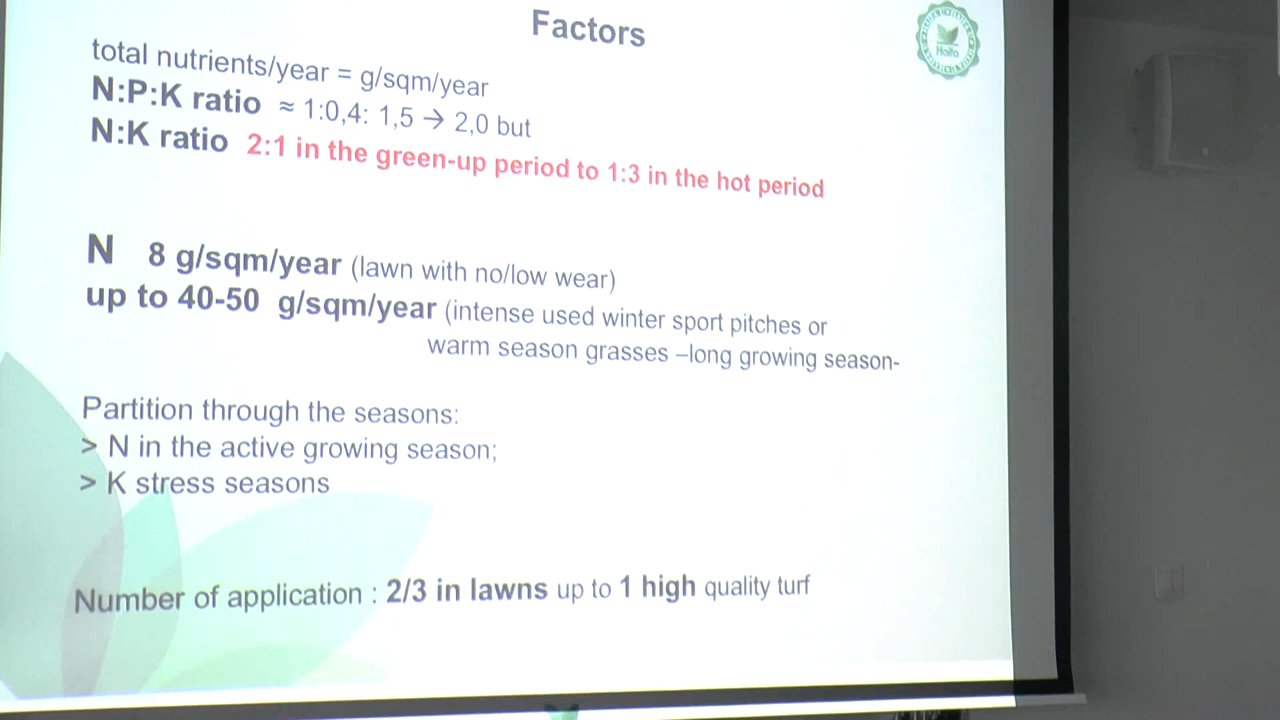 Factors
Haifa
total nutrients/year = g/sqm/year
N:P:K ratio ≈ 1:0,4: 1,5 → 2,0 but
N:K ratio 2:1 in the green-up period to 1:3 in the hot period
N 8 g/sqm/year (lawn with no/low wear)
up to 40-50 g/sqm/year (intense used winter sport pitches or
warm season grasses –long growing season-
Partition through the seasons:
> N in the active growing season;
> K stress seasons
Number of application : 2/3 in lawns up to 1 high quality turf